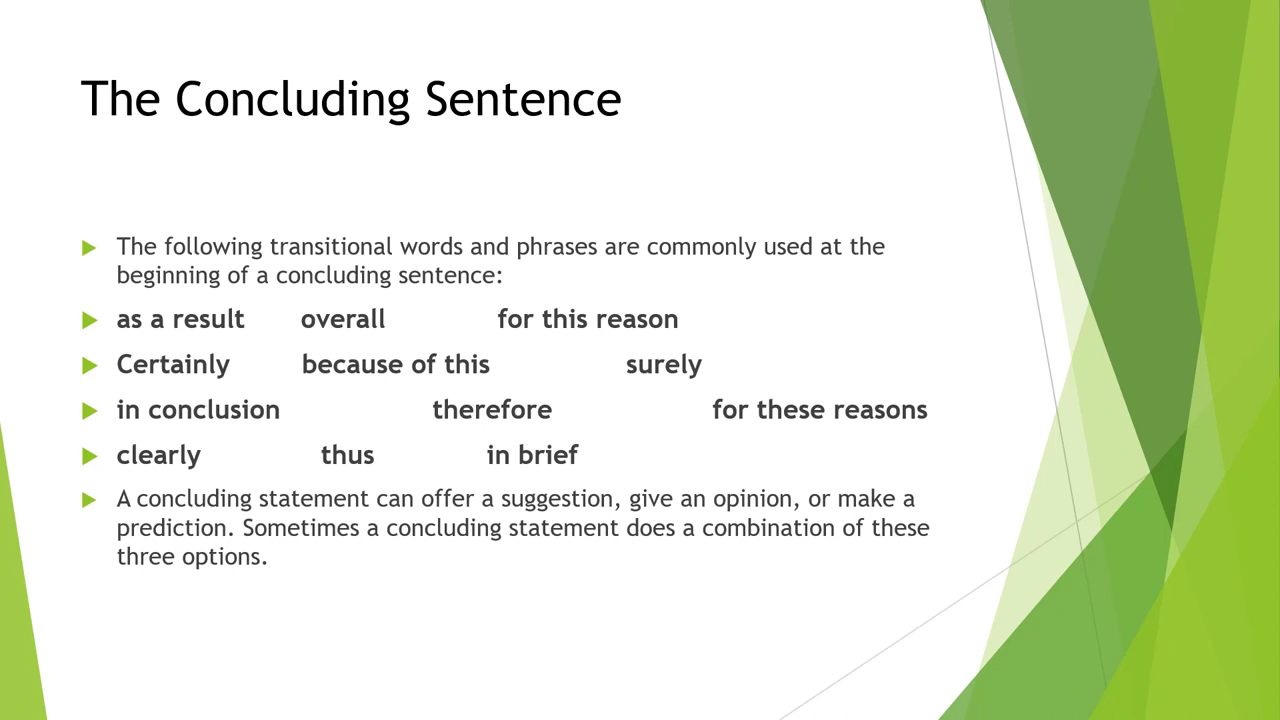 The Concluding Sentence
The following transitional words and phrases are commonly used at the
beginning of a concluding sentence:
as a result overall for this reason
Certainly because of this surely
in conclusion therefore for these reasons
clearly thus in brief
A concluding statement can offer a suggestion, give an opinion, or make a
prediction. Sometimes a concluding statement does a combination of these
three options.